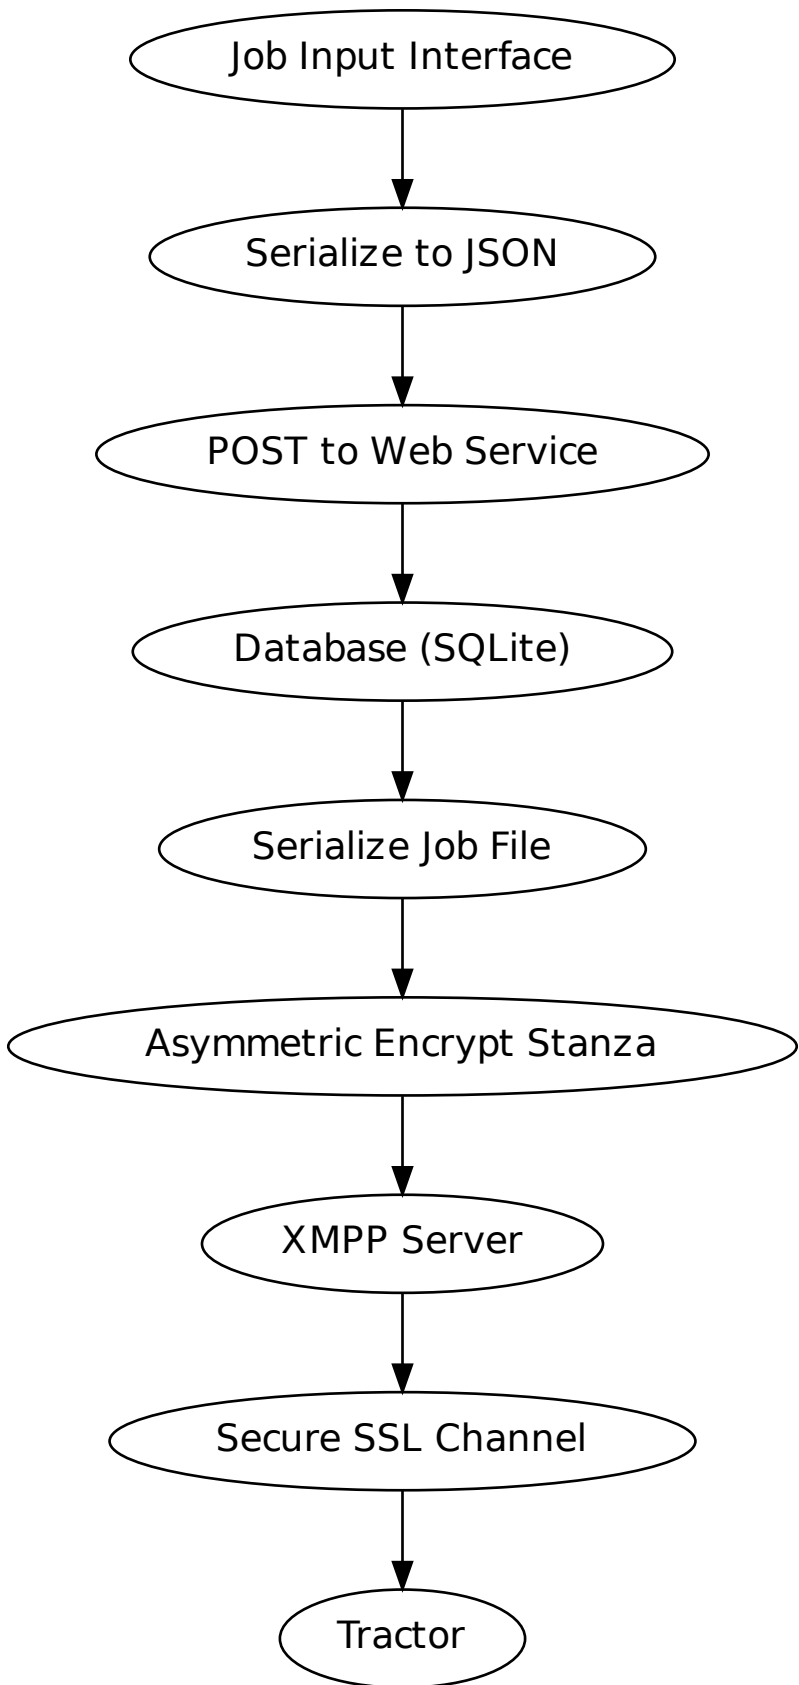 Job Input Interface
Serialize to JSON
POST to Web Service
Database (SQLite)
Serialize Job File
Asymmetric Encrypt Stanza
XMPP Server
Secure SSL Channel
Tractor